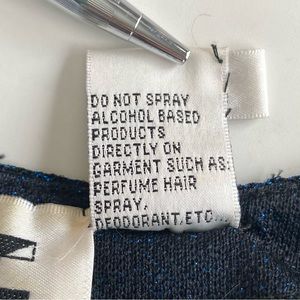 DO NOT SPRAY
ALCOHOL BASED
PRODUCTS
DIRECTLY ON
GARMENT SUCH AS:
PERFUME HAIR
SPRAY,
DEODORANT,ETC...